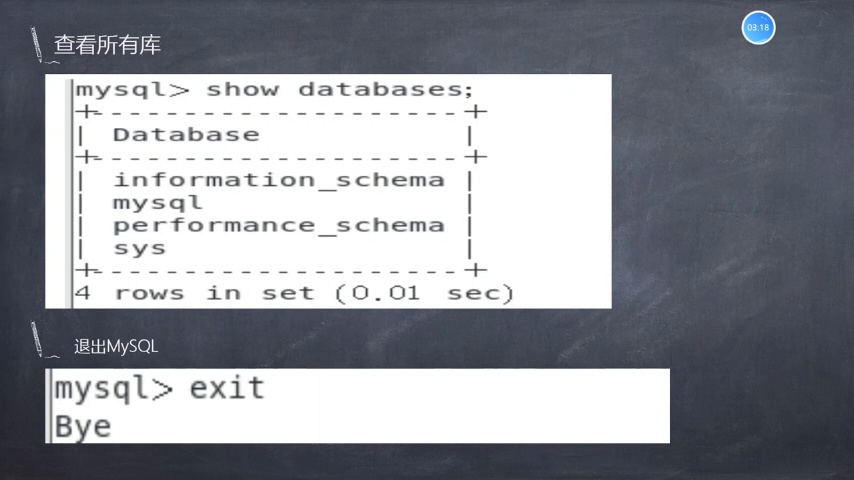 查看所有库
03:18
mysql> show databases;
+--------------------+
| Database           |
+--------------------+
| information_schema |
| mysql              |
| performance_schema |
| sys                |
+--------------------+
4 rows in set (0.01 sec)
退出MySQL
mysql> exit
Bye